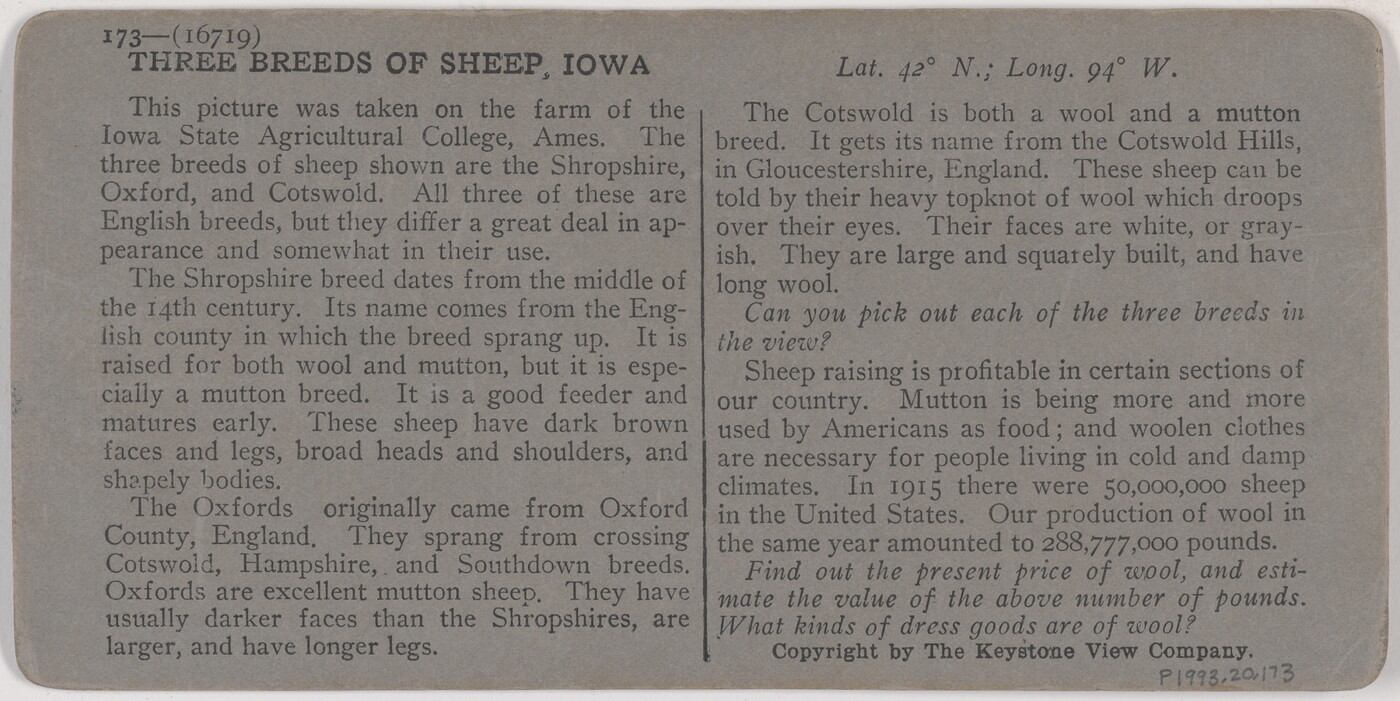 173—(16719)
THREE BREEDS OF SHEEP, IOWA
This picture was taken on the farm of the
Iowa State Agricultural College, Ames. The
three breeds of sheep shown are the Shropshire,
Oxford, and Cotswold. All three of these are
English breeds, but they differ a great deal in ap-
pearance and somewhat in their use.
The Shropshire breed dates from the middle of
the 14th century. Its name comes from the Eng-
lish county in which the breed sprang up. It is
raised for both wool and mutton, but it is espe-
cially a mutton breed. It is a good feeder and
matures early. These sheep have dark brown
faces and legs, broad heads and shoulders, and
shapely bodies.
The Oxfords originally came from Oxford
County, England. They sprang from crossing
Cotswold, Hampshire, and Southdown breeds.
Oxfords are excellent mutton sheep. They have
usually darker faces than the Shropshires, are
larger, and have longer legs.
Lat. 42° N.; Long. 94° W.
The Cotswold is both a wool and a mutton
breed. It gets its name from the Cotswold Hills,
in Gloucestershire, England. These sheep can be
told by their heavy topknot of wool which droops
over their eyes. Their faces are white, or gray-
ish. They are large and squarely built, and have
long wool.
Can you pick out each of the three breeds in
the view?
Sheep raising is profitable in certain sections of
our country. Mutton is being more and more
used by Americans as food; and woolen clothes
are necessary for people living in cold and damp
climates. In 1915 there were 50,000,000 sheep
in the United States. Our production of wool in
the same year amounted to 288,777,000 pounds.
Find out the present price of wool, and esti-
mate the value of the above number of pounds.
What kinds of dress goods are of wool?
Copyright by The Keystone View Company.
P1993.20.173